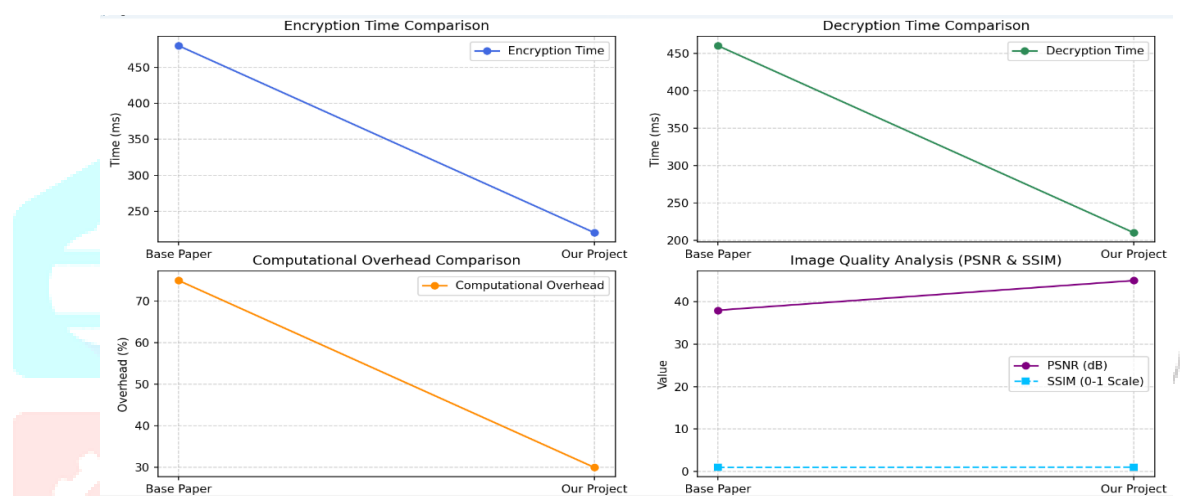 Encryption Time Comparison
Encryption Time
450
400
350
300
250
Time (ms)
Base Paper
Our Project
Decryption Time Comparison
Decryption Time
450
400
350
300
250
200
Time (ms)
Base Paper
Our Project
Computational Overhead Comparison
Computational Overhead
70
60
50
40
30
Overhead (%)
Base Paper
Our Project
Image Quality Analysis (PSNR & SSIM)
40
30
20
10
0
Value
PSNR (dB)
SSIM (0-1 Scale)
Base Paper
Our Project